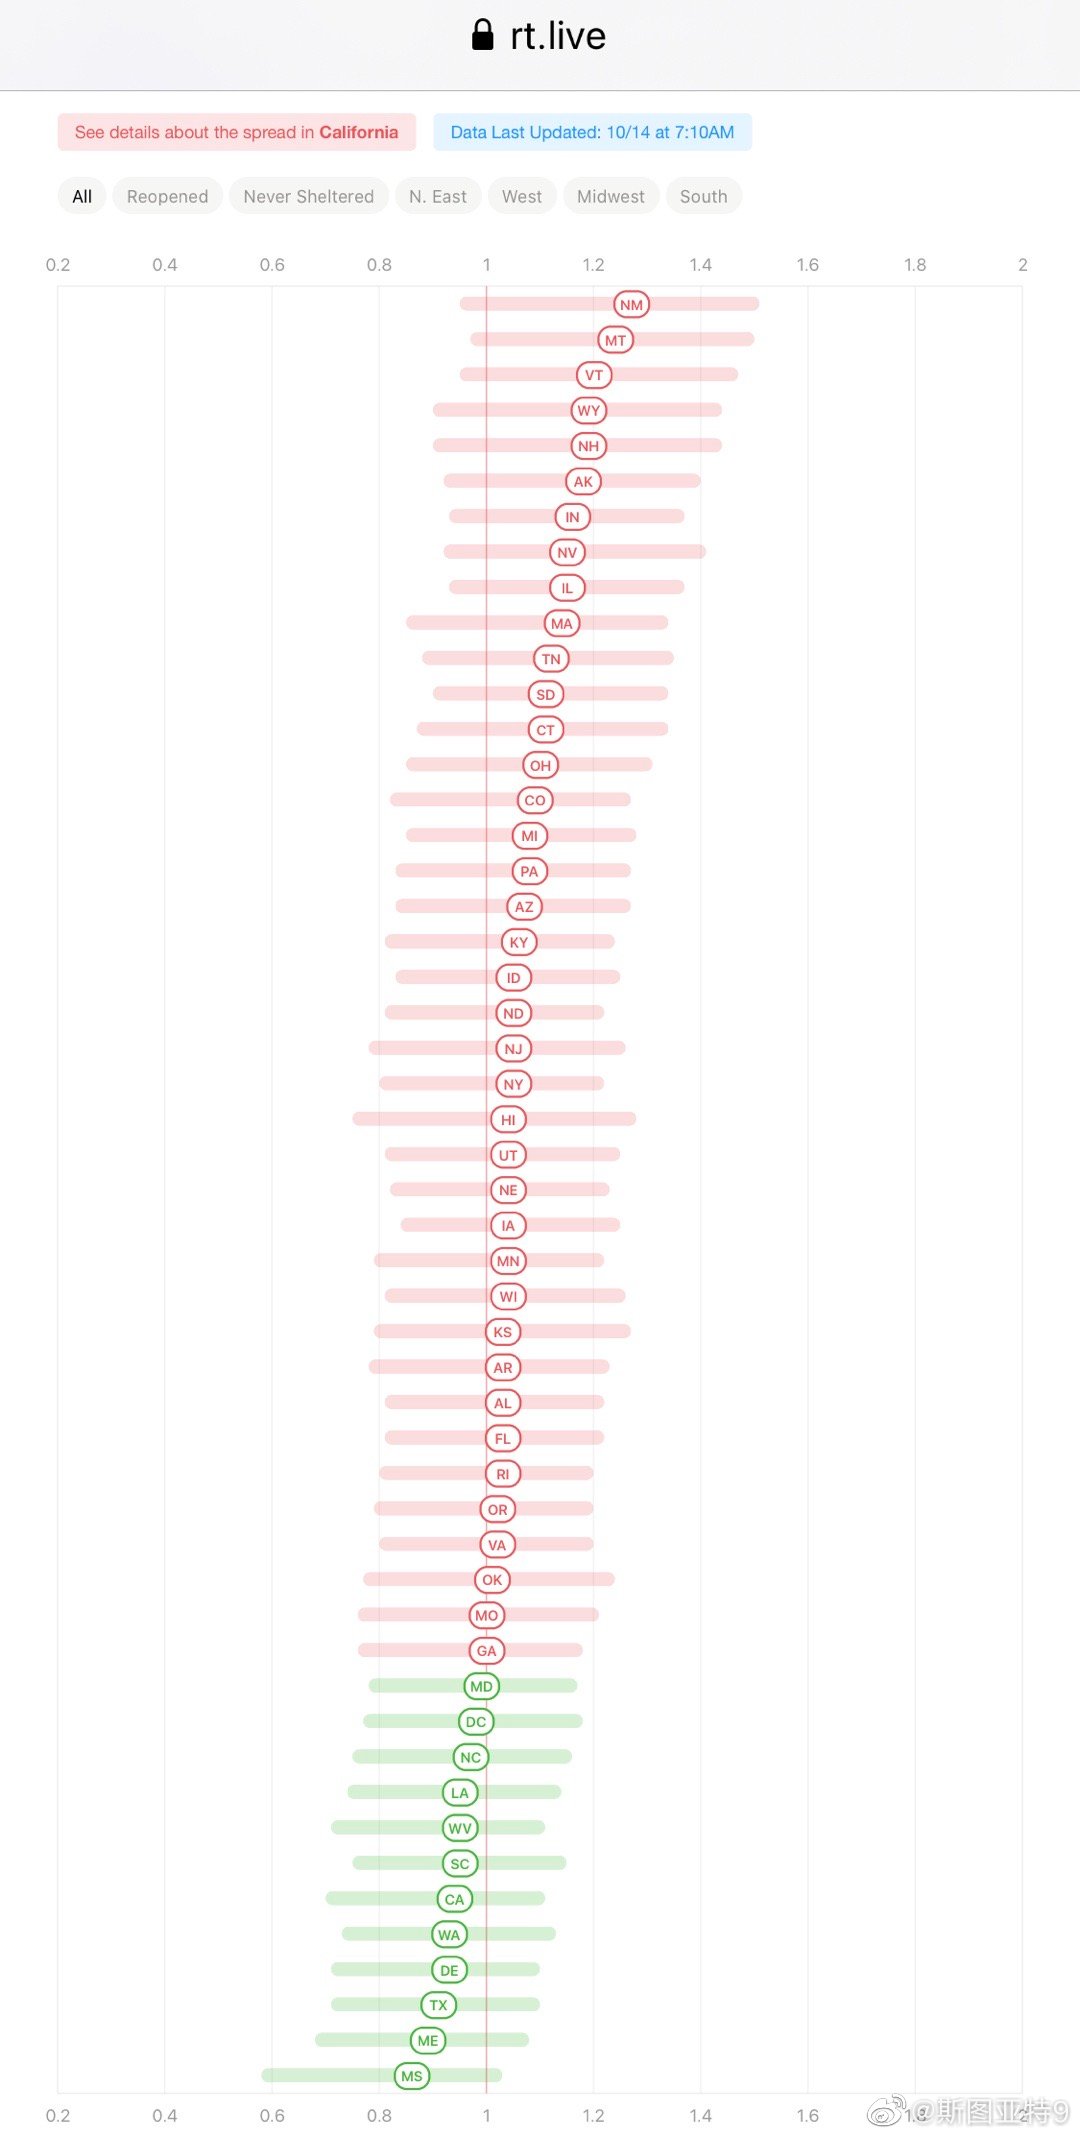 rt.live
See details about the spread in California Data Last Updated: 10/14 at 7:10AM
All Reopened Never Sheltered N. East West Midwest South
0.2 0.4 0.6 0.8 1 1.2 1.4 1.6 1.8 2
NM
MT
VT
WY
NH
AK
IN
NV
IL
MA
TN
SD
CT
OH
CO
MI
PA
AZ
KY
ID
ND
NJ
NY
HI
UT
NE
IA
MN
WI
KS
AR
AL
FL
RI
OR
VA
OK
MO
GA
MD
DC
NC
LA
WV
SC
CA
WA
DE
TX
ME
MS
0.2 0.4 0.6 0.8 1 1.2 1.4 1.6 1.8 2
@斯图亚特9